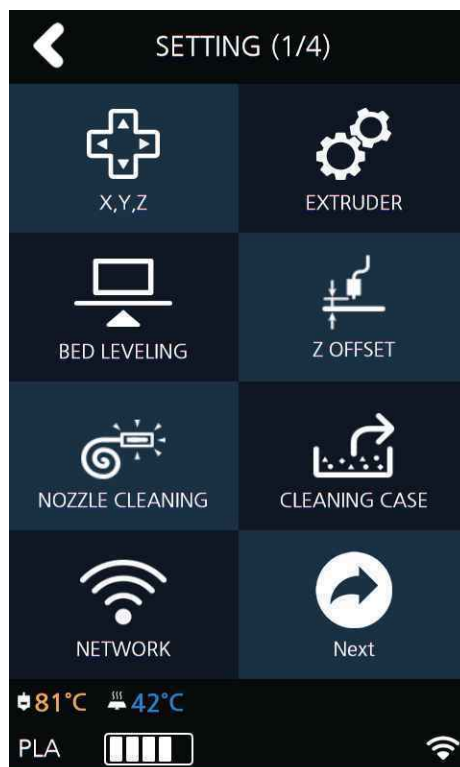 SETTING (1/4)
X,Y,Z
EXTRUDER
BED LEVELING
Z OFFSET
NOZZLE CLEANING
CLEANING CASE
NETWORK
Next
81°C 42°C
PLA